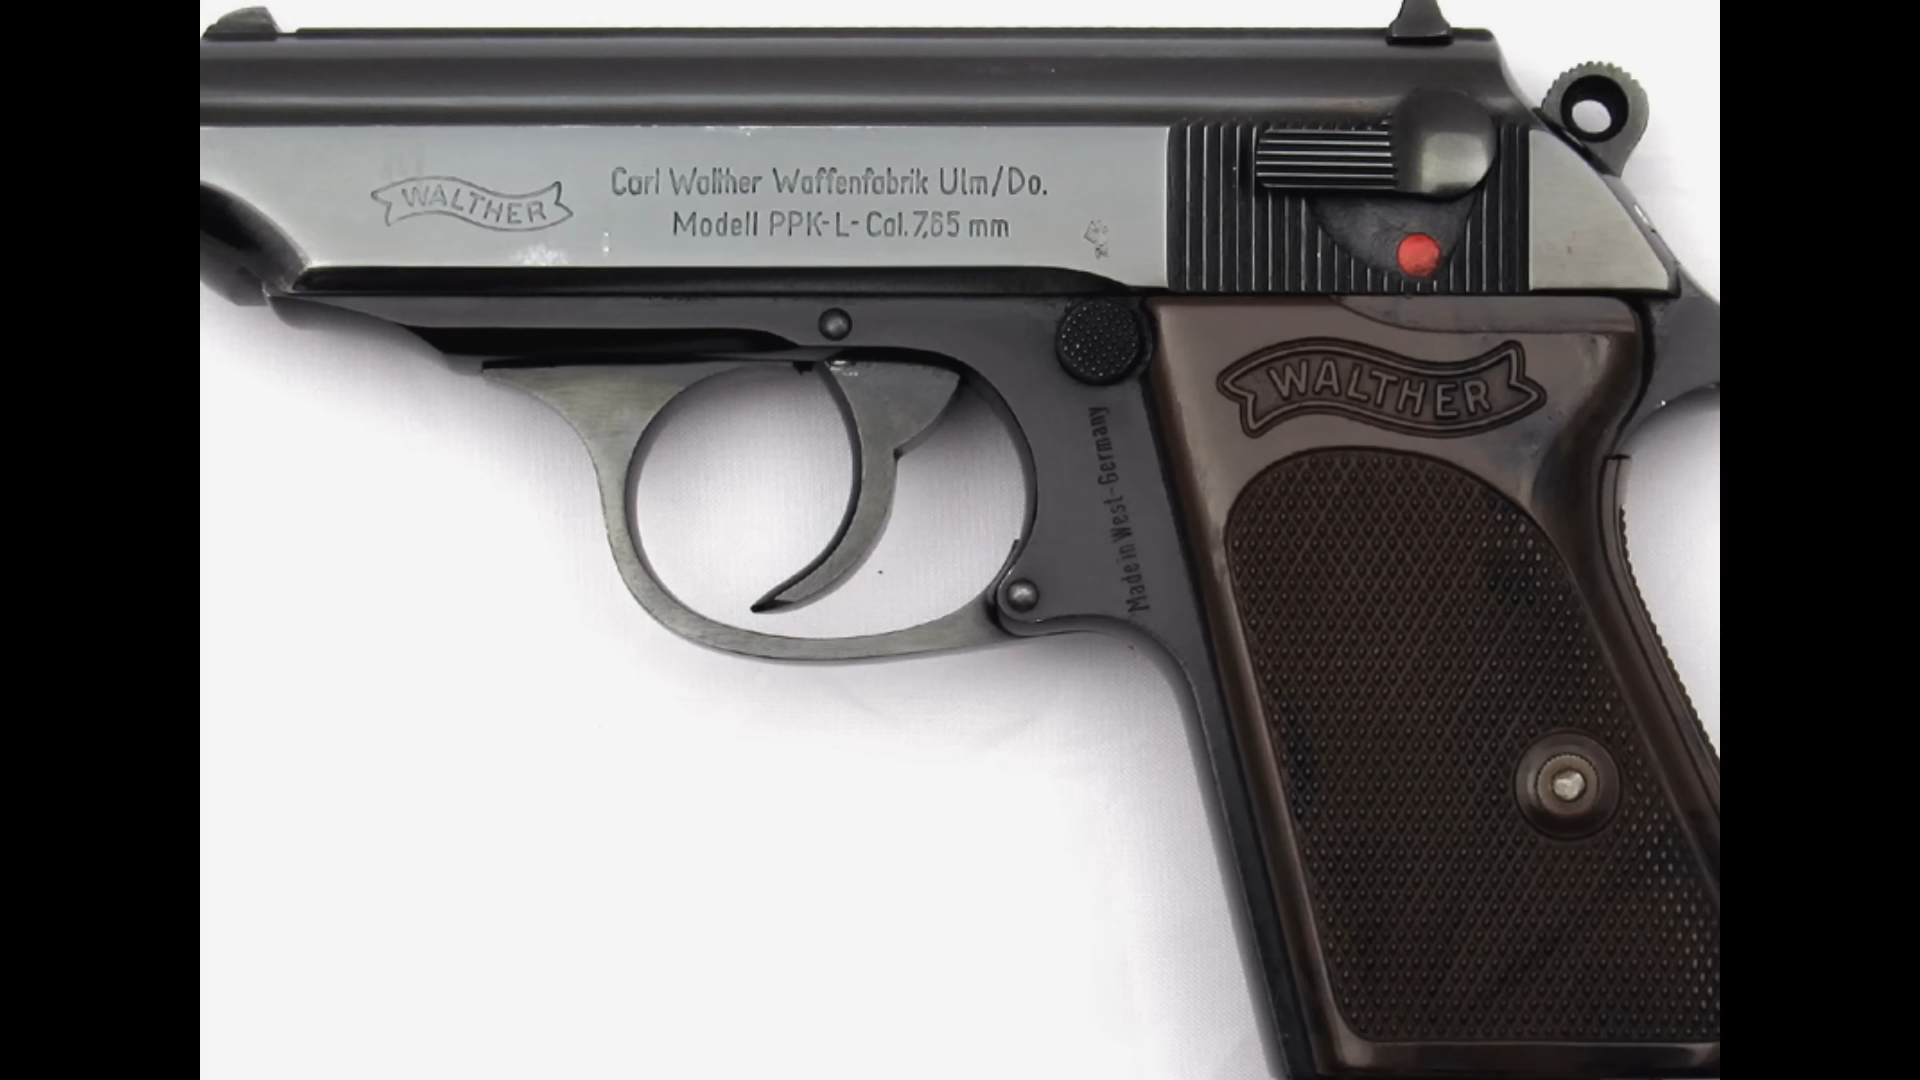 WALTHER
Carl Walther Waffenfabrik Ulm/Do.
Modell PPK-L-Cal.7,65 mm
WALTHER
Made in West-Germany